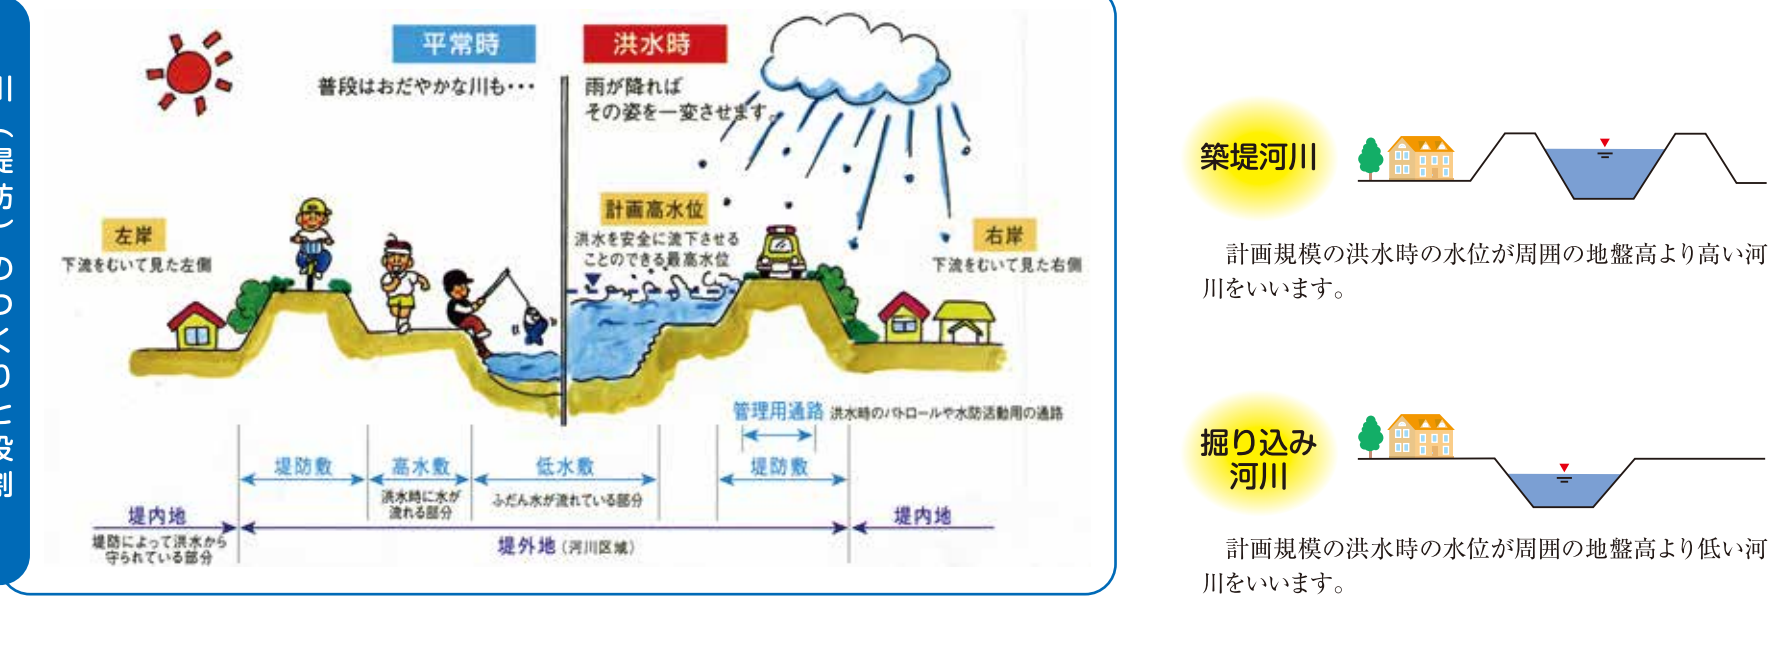 川（堤防）のつくりと役割
平常時
普段はおだやかな川も･･･
洪水時
雨が降れば
その姿を一変させます。
左岸
下流をむいて見た左側
計画高水位
洪水を安全に流下させる
ことのできる最高水位
右岸
下流をむいて見た右側
管理用通路 洪水時のパトロールや水防活動用の通路
堤防敷
高水敷
洪水時に水が
流れる部分
低水敷
ふだん水が流れている部分
堤防敷
堤内地
堤防によって洪水から
守られている部分
堤外地（河川区域）
堤内地
築堤河川
計画規模の洪水時の水位が周囲の地盤高より高い河
川をいいます。
掘り込み
河川
計画規模の洪水時の水位が周囲の地盤高より低い河
川をいいます。